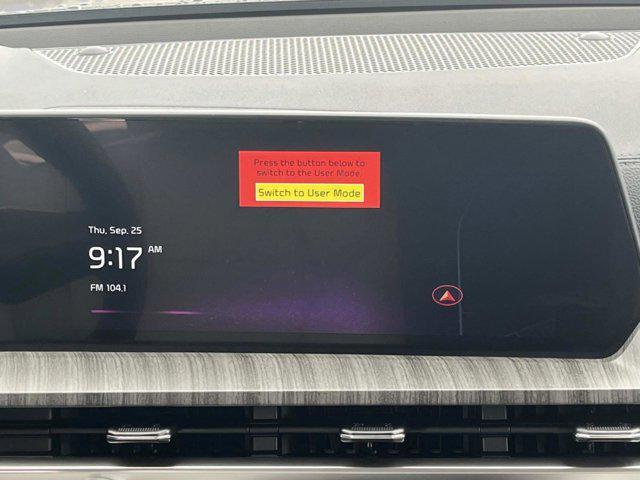 Press the button below to
switch to the User Mode.
Switch to User Mode
Thu, Sep. 25
9:17 AM
FM 104.1